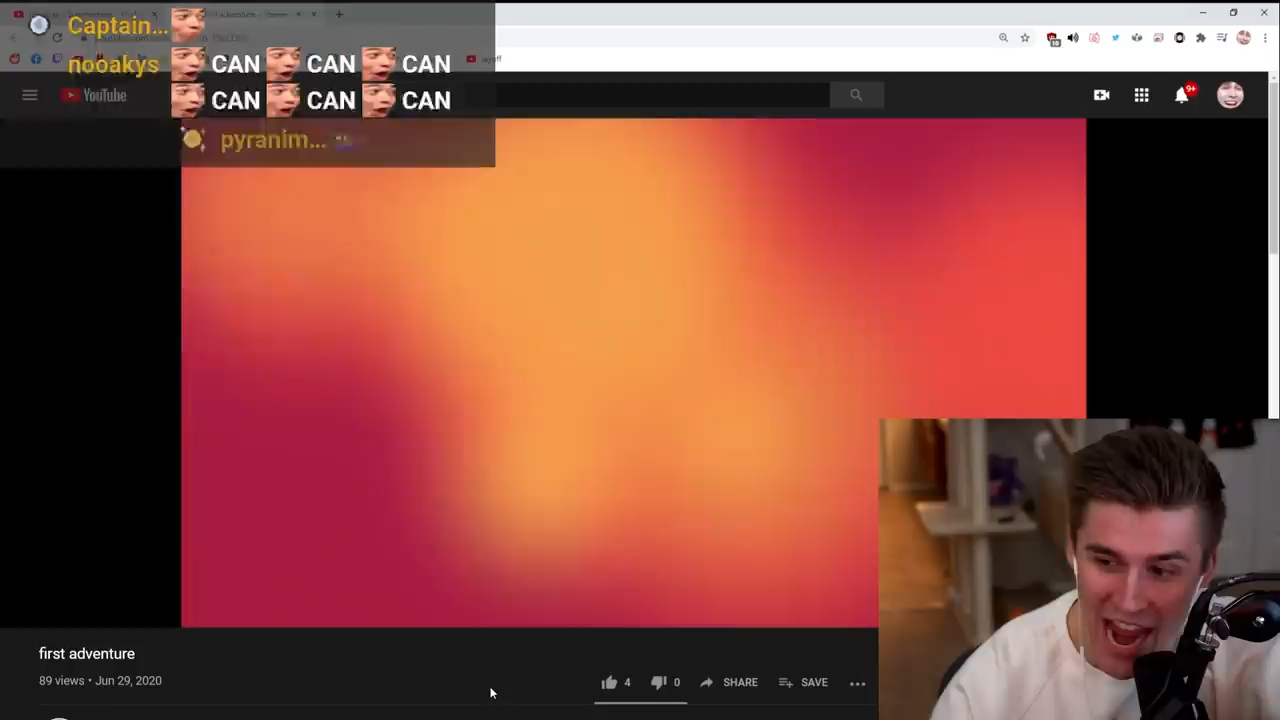 Captain...
nooakys CAN CAN CAN
CAN CAN CAN
YouTube
9+
pyranim...
first adventure
89 views • Jun 29, 2020
4
0
SHARE
SAVE